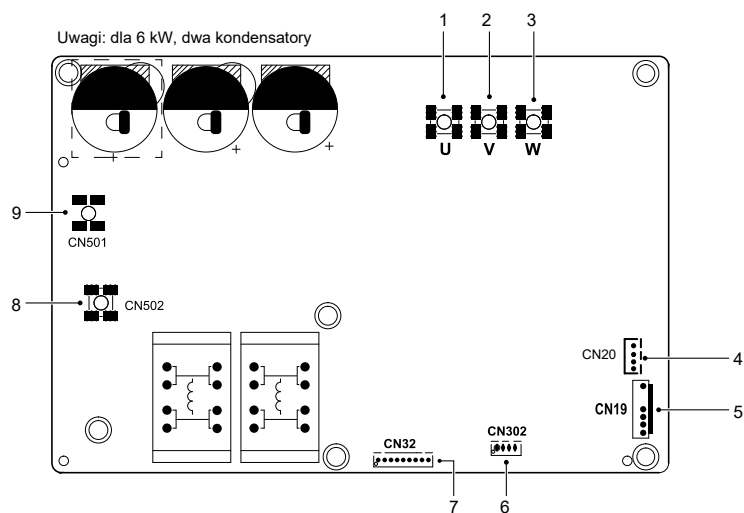 Uwagi: dla 6 kW, dwa kondensatory
1 2 3
U V W
9
CN501
8 CN502
CN20 4
CN19 5
CN32 CN302
7 6